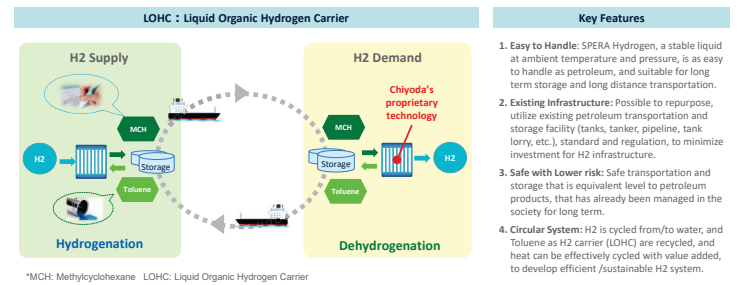 LOHC：Liquid Organic Hydrogen Carrier
H2 Supply
MCH
H2
Storage
Toluene
Hydrogenation
H2 Demand
Chiyoda's
proprietary
technology
MCH
Storage
H2
Toluene
Dehydrogenation
*MCH: Methylcyclohexane LOHC: Liquid Organic Hydrogen Carrier
Key Features
1. Easy to Handle: SPERA Hydrogen, a stable liquid
at ambient temperature and pressure, is as easy
to handle as petroleum, and suitable for long
term storage and long distance transportation.
2. Existing Infrastructure: Possible to repurpose,
utilize existing petroleum transportation and
storage facility (tanks, tanker, pipeline, tank
lorry, etc.), standard and regulation, to minimize
investment for H2 infrastructure.
3. Safe with Lower risk: Safe transportation and
storage that is equivalent level to petroleum
products, that has already been managed in the
society for long term.
4. Circular System: H2 is cycled from/to water, and
Toluene as H2 carrier (LOHC) are recycled, and
heat can be effectively cycled with value added,
to develop efficient /sustainable H2 system.